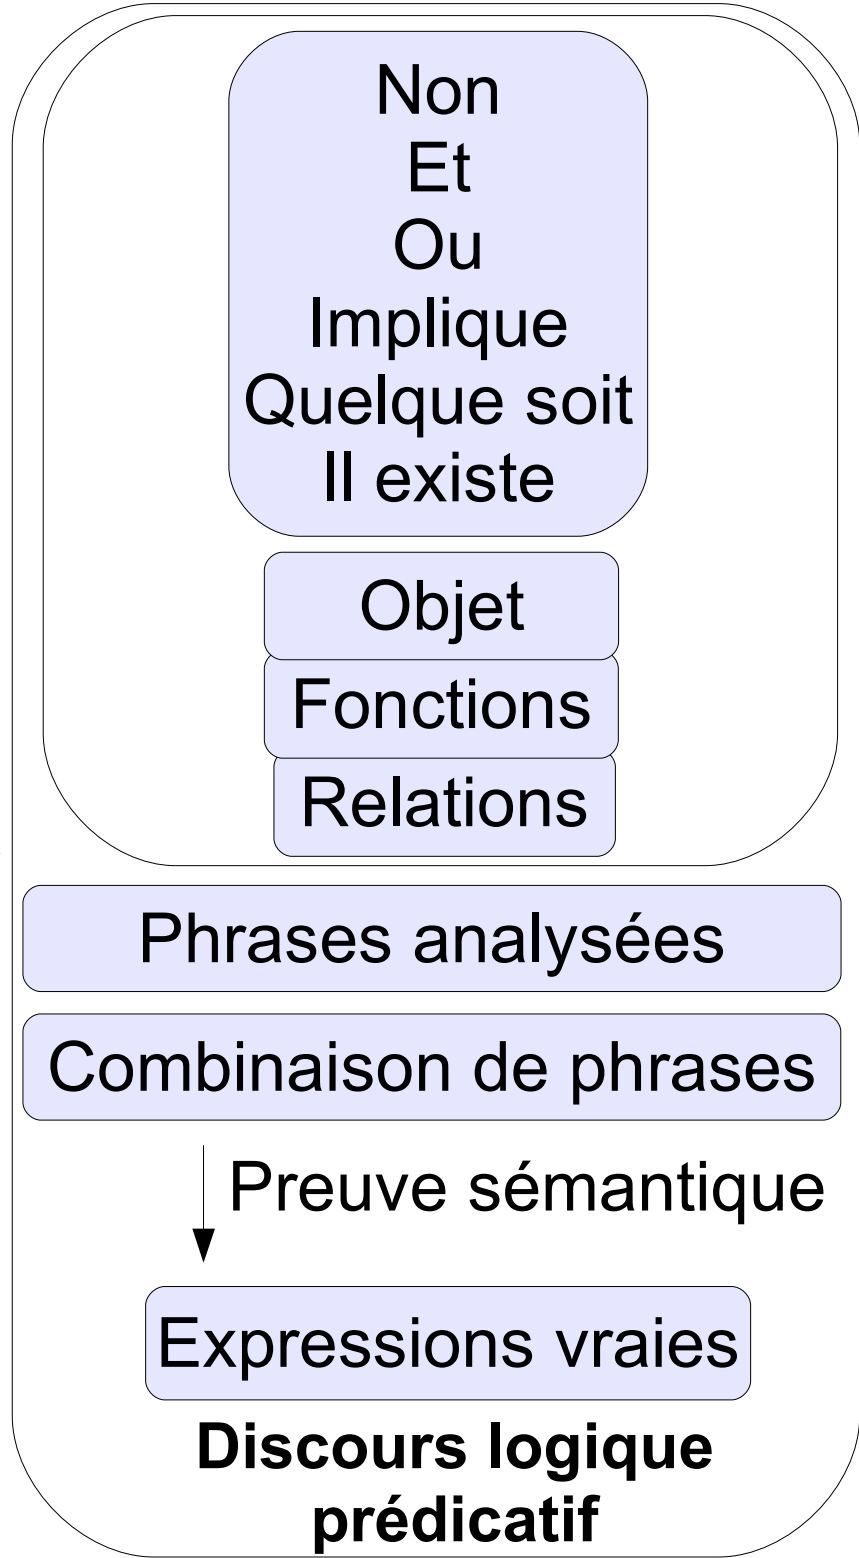 Non
Et
Ou
Implique
Quelque soit
Il existe
Objet
Fonctions
Relations
Phrases analysées
Combinaison de phrases
Preuve sémantique
Expressions vraies
Discours logique
prédicatif